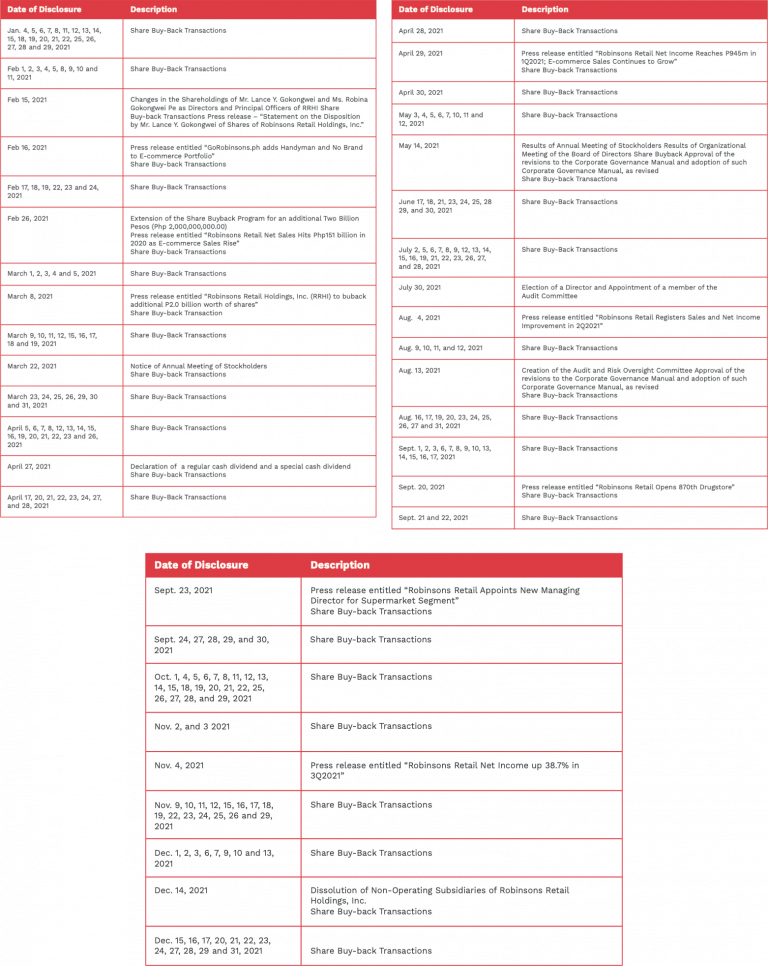 Date of Disclosure Description
Jan. 4, 5, 6, 7, 8, 11, 12, 13, 14,
15, 18, 19, 20, 21, 22, 25, 26,
27, 28 and 29, 2021
Share Buy-Back Transactions
Feb 1, 2, 3, 4, 5, 8, 9, 10 and
11, 2021
Share Buy-Back Transactions
Feb 15, 2021
Changes in the Shareholdings of Mr. Lance Y. Gokongwei and Ms. Robina
Gokongwei Pe as Directors and Principal Officers of RRHI Share
Buy-back Transactions Press release – “Statement on the Disposition
by Mr. Lance Y. Gokongwei of Shares of Robinsons Retail Holdings, Inc.”
Feb 16, 2021
Press release entitled “GoRobinsons.ph adds Handyman and No Brand
to E-commerce Portfolio”
Share Buy-back Transactions
Feb 17, 18, 19, 22, 23 and 24,
2021
Share Buy-Back Transactions
Feb 26, 2021
Extension of the Share Buyback Program for an additional Two Billion
Pesos (Php 2,000,000,000.00)
Press release entitled “Robinsons Retail Net Sales Hits Php151 billion in
2020 as E-commerce Sales Rise”
Share Buy-back Transactions
March 1, 2, 3, 4 and 5, 2021
Share Buy-Back Transactions
March 8, 2021
Press release entitled “Robinsons Retail Holdings, Inc. (RRHI) to buback
additional P2.0 billion worth of shares”
Share Buy-back Transaction
March 9, 10, 11, 12, 15, 16, 17,
18 and 19, 2021
Share Buy-Back Transactions
March 22, 2021
Notice of Annual Meeting of Stockholders
Share Buy-back Transactions
March 23, 24, 25, 26, 29, 30
and 31, 2021
Share Buy-Back Transactions
April 5, 6, 7, 8, 12, 13, 14, 15,
16, 19, 20, 21, 22, 23 and 26,
2021
Share Buy-Back Transactions
April 27, 2021
Declaration of a regular cash dividend and a special cash dividend
Share Buy-back Transactions
April 17, 20, 21, 22, 23, 24, 27,
and 28, 2021
Share Buy-Back Transactions
Date of Disclosure Description
April 28, 2021
Share Buy-Back Transactions
April 29, 2021
Press release entitled “Robinsons Retail Net Income Reaches P945m in
1Q2021; E-commerce Sales Continues to Grow”
Share Buy-back Transactions
April 30, 2021
Share Buy-Back Transactions
May 3, 4, 5, 6, 7, 10, 11 and
12, 2021
Share Buy-Back Transactions
May 14, 2021
Results of Annual Meeting of Stockholders Results of Organizational
Meeting of the Board of Directors Share Buyback Approval of the
revisions to the Corporate Governance Manual and adoption of such
Corporate Governance Manual, as revised
Share Buy-back Transactions
June 17, 18, 21, 23, 24, 25, 28
29, and 30, 2021
Share Buy-Back Transactions
July 2, 5, 6, 7, 8, 9, 12, 13, 14,
15, 16, 19, 21, 22, 23, 26, 27,
and 28, 2021
Share Buy-Back Transactions
July 30, 2021
Election of a Director and Appointment of a member of the
Audit Committee
Aug. 4, 2021
Press release entitled “Robinsons Retail Registers Sales and Net Income
Improvement in 2Q2021”
Aug. 9, 10, 11, and 12, 2021
Share Buy-Back Transactions
Aug. 13, 2021
Creation of the Audit and Risk Oversight Committee Approval of the
revisions to the Corporate Governance Manual and adoption of such
Corporate Governance Manual, as revised
Share Buy-back Transactions
Aug. 16, 17, 19, 20, 23, 24, 25,
26, 27 and 31, 2021
Share Buy-Back Transactions
Sept. 1, 2, 3, 6, 7, 8, 9, 10, 13,
14, 15, 16, 17, 2021
Share Buy-Back Transactions
Sept. 20, 2021
Press release entitled “Robinsons Retail Opens 870th Drugstore”
Share Buy-back Transactions
Sept. 21 and 22, 2021
Share Buy-Back Transactions
Date of Disclosure Description
Sept. 23, 2021
Press release entitled “Robinsons Retail Appoints New Managing
Director for Supermarket Segment”
Share Buy-back Transactions
Sept. 24, 27, 28, 29, and 30,
2021
Share Buy-Back Transactions
Oct. 1, 4, 5, 6, 7, 8, 11, 12, 13,
14, 15, 18, 19, 20, 21, 22, 25,
26, 27, 28, and 29, 2021
Share Buy-Back Transactions
Nov. 2, and 3 2021
Share Buy-back Transactions
Nov. 4, 2021
Press release entitled “Robinsons Retail Net Income up 38.7% in
3Q2021”
Nov. 9, 10, 11, 12, 15, 16, 17, 18,
19, 22, 23, 24, 25, 26 and 29,
2021
Share Buy-Back Transactions
Dec. 1, 2, 3, 6, 7, 9, 10 and 13,
2021
Share Buy-Back Transactions
Dec. 14, 2021
Dissolution of Non-Operating Subsidiaries of Robinsons Retail
Holdings, Inc.
Share Buy-back Transactions
Dec. 15, 16, 17, 20, 21, 22, 23,
24, 27, 28, 29 and 31, 2021
Share Buy-back Transactions